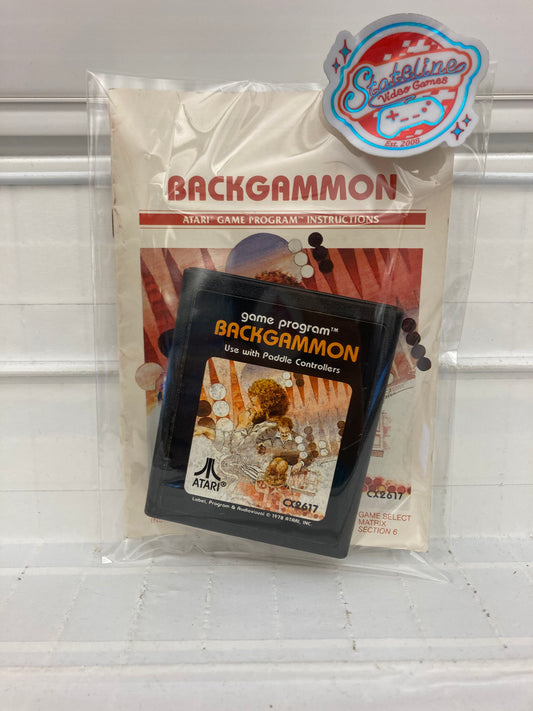 Stateline
Video Games
Est. 2006
BACKGAMMON
ATARI® GAME PROGRAM™ INSTRUCTIONS
game program™
BACKGAMMON
Use with Paddle Controllers
ATARI®
CX2617
Label, Program & Audiovisual © 1978 ATARI, INC.
CX2617
GAME SELECT
MATRIX
SECTION 6